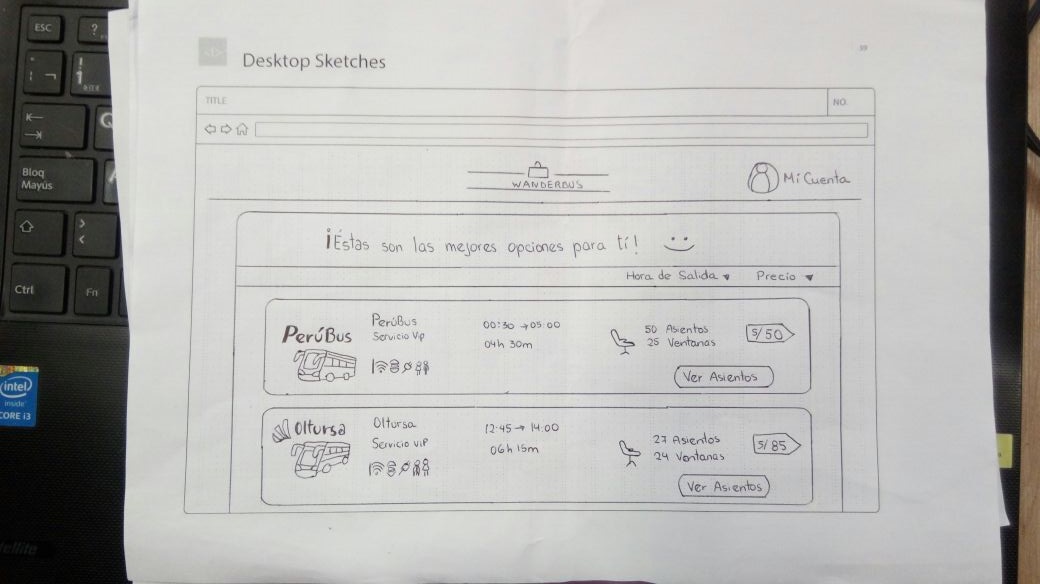 ESC
?
!
1
Q
Bloq
Mayús
A
>
<
Ctrl
Fn
intel
inside
CORE i3
tellite
Desktop Sketches
TITLE
NO.
WANDERBUS
Mi Cuenta
¡Éstas son las mejores opciones para tí!
Hora de Salida ▼ Precio ▼
PerúBus
PerúBus
Servicio Vip
00:30 → 05:00
04h 30m
50 Asientos
25 Ventanas
S/50
Ver Asientos
Oltursa
Oltursa
Servicio VIP
12:45 → 14:00
06h 15m
27 Asientos
24 Ventanas
S/85
Ver Asientos